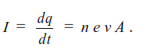 I = dq/dt = n e v A .